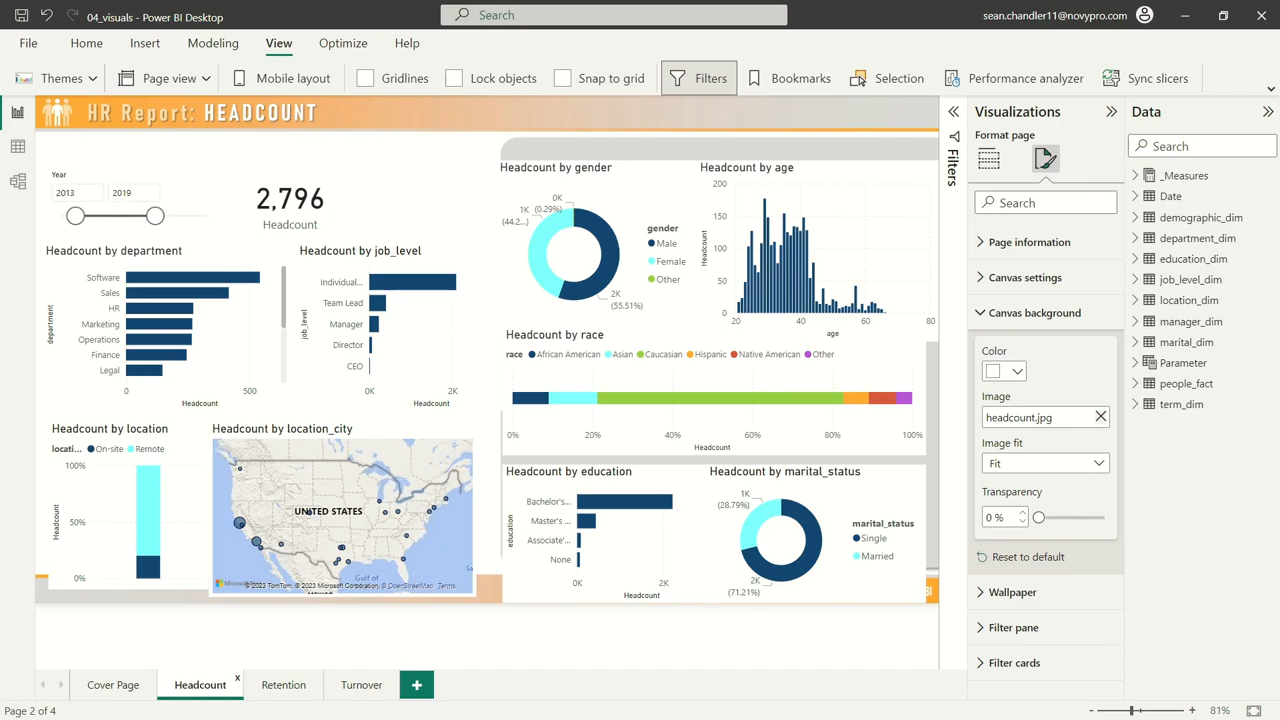 04_visuals - Power BI Desktop
Search
sean.chandler11@novypro.com
File Home Insert Modeling View Optimize Help
Themes Page view Mobile layout Gridlines Lock objects Snap to grid Filters Bookmarks Selection Performance analyzer Sync slicers
HR Report: HEADCOUNT
Year
2013 2019
2,796
Headcount
Headcount by department
department
Software
Sales
HR
Marketing
Operations
Finance
Legal
0 500
Headcount
Headcount by job_level
job_level
Individual...
Team Lead
Manager
Director
CEO
0K 2K
Headcount
Headcount by location
locati... On-site Remote
Headcount
100%
50%
0%
Headcount by location_city
UNITED STATES
Gulf of
© 2023 TomTom, © 2023 Microsoft Corporation, © OpenStreetMap Terms
Headcount by gender
0K
(0.29%)
1K
(44.2...)
2K
(55.51%)
gender
Male
Female
Other
Headcount by age
Headcount
200
150
100
50
0
20 40 60 80
age
Headcount by race
race African American Asian Caucasian Hispanic Native American Other
0% 20% 40% 60% 80% 100%
Headcount
Headcount by education
education
Bachelor's...
Master's ...
Associate'...
None
0K 2K
Headcount
Headcount by marital_status
1K
(28.79%)
2K
(71.21%)
marital_status
Single
Married
BI
Filters
Visualizations
Format page
Search
Page information
Canvas settings
Canvas background
Color
Image
headcount.jpg
Image fit
Fit
Transparency
0 %
Reset to default
Wallpaper
Filter pane
Filter cards
Data
Search
_Measures
Date
demographic_dim
department_dim
education_dim
job_level_dim
location_dim
manager_dim
marital_dim
Parameter
people_fact
term_dim
Cover Page Headcount x Retention Turnover +
Page 2 of 4
- + 81%